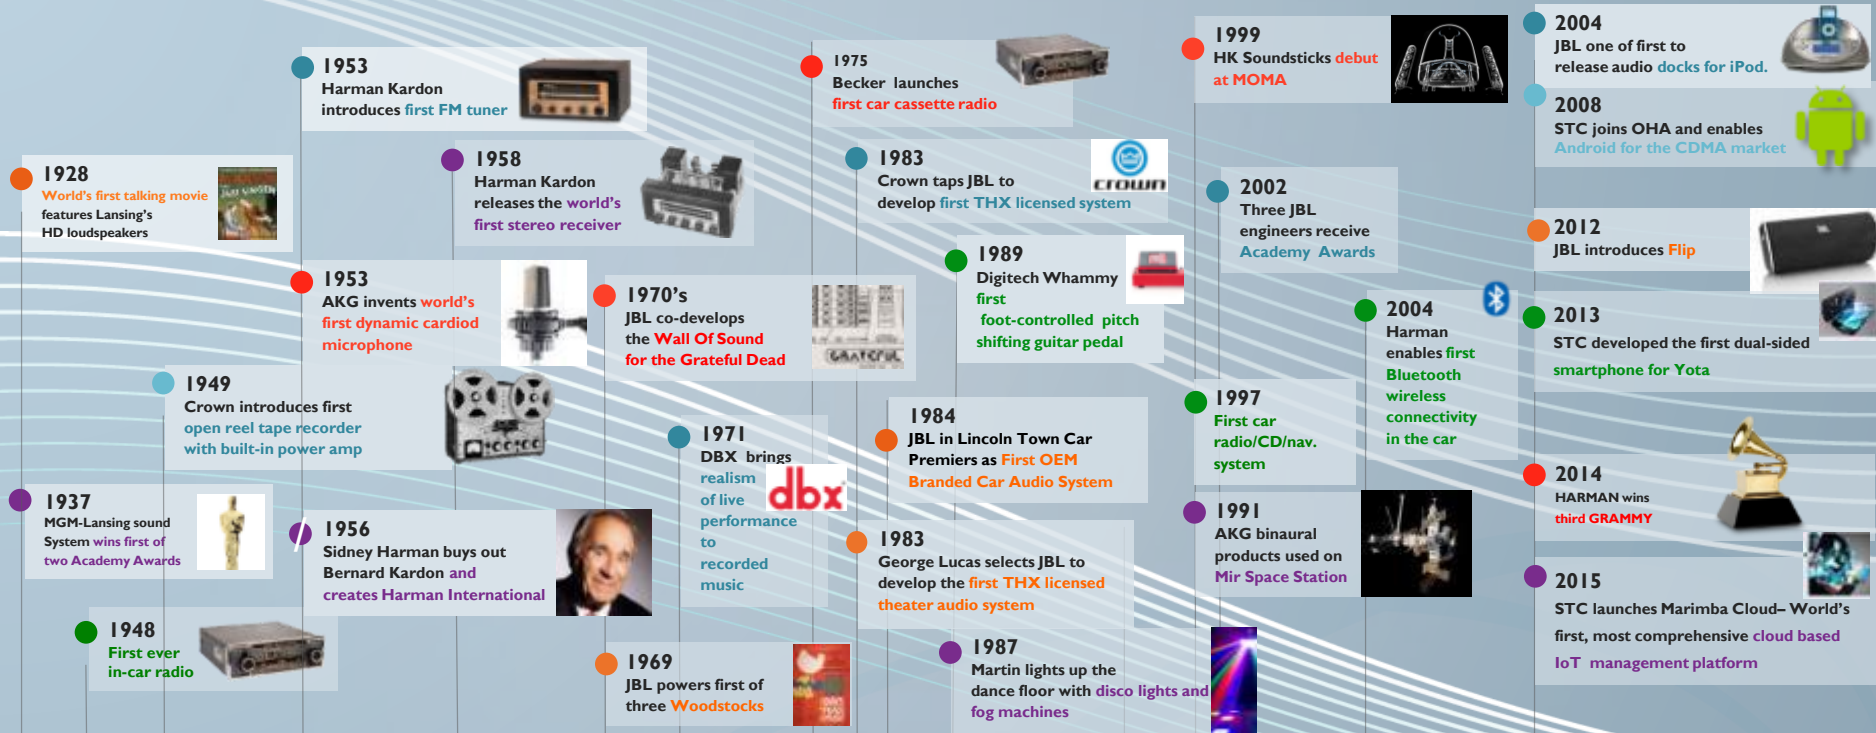 1928
World's first talking movie
features Lansing's
HD loudspeakers
1937
MGM-Lansing sound
System wins first of
two Academy Awards
1948
First ever
in-car radio
1949
Crown introduces first
open reel tape recorder
with built-in power amp
1953
Harman Kardon
introduces first FM tuner
1953
AKG invents world's
first dynamic cardiod
microphone
1956
Sidney Harman buys out
Bernard Kardon and
creates Harman International
1958
Harman Kardon
releases the world's
first stereo receiver
1970's
JBL co-develops
the Wall Of Sound
for the Grateful Dead
GRATEFUL
1969
JBL powers first of
three Woodstocks
1971
DBX brings
realism
of live
performance
to
recorded
music
dbx
1975
Becker launches
first car cassette radio
1983
Crown taps JBL to
develop first THX licensed system
crown
1984
JBL in Lincoln Town Car
Premiers as First OEM
Branded Car Audio System
1983
George Lucas selects JBL to
develop the first THX licensed
theater audio system
1989
Digitech Whammy
first
foot-controlled pitch
shifting guitar pedal
1987
Martin lights up the
dance floor with disco lights and
fog machines
1999
HK Soundsticks debut
at MOMA
2002
Three JBL
engineers receive
Academy Awards
1997
First car
radio/CD/nav.
system
1991
AKG binaural
products used on
Mir Space Station
2004
Harman
enables first
Bluetooth
wireless
connectivity
in the car
2004
JBL one of first to
release audio docks for iPod.
2008
STC joins OHA and enables
Android for the CDMA market
2012
JBL introduces Flip
2013
STC developed the first dual-sided
smartphone for Yota
2014
HARMAN wins
third GRAMMY
2015
STC launches Marimba Cloud– World's
first, most comprehensive cloud based
IoT management platform